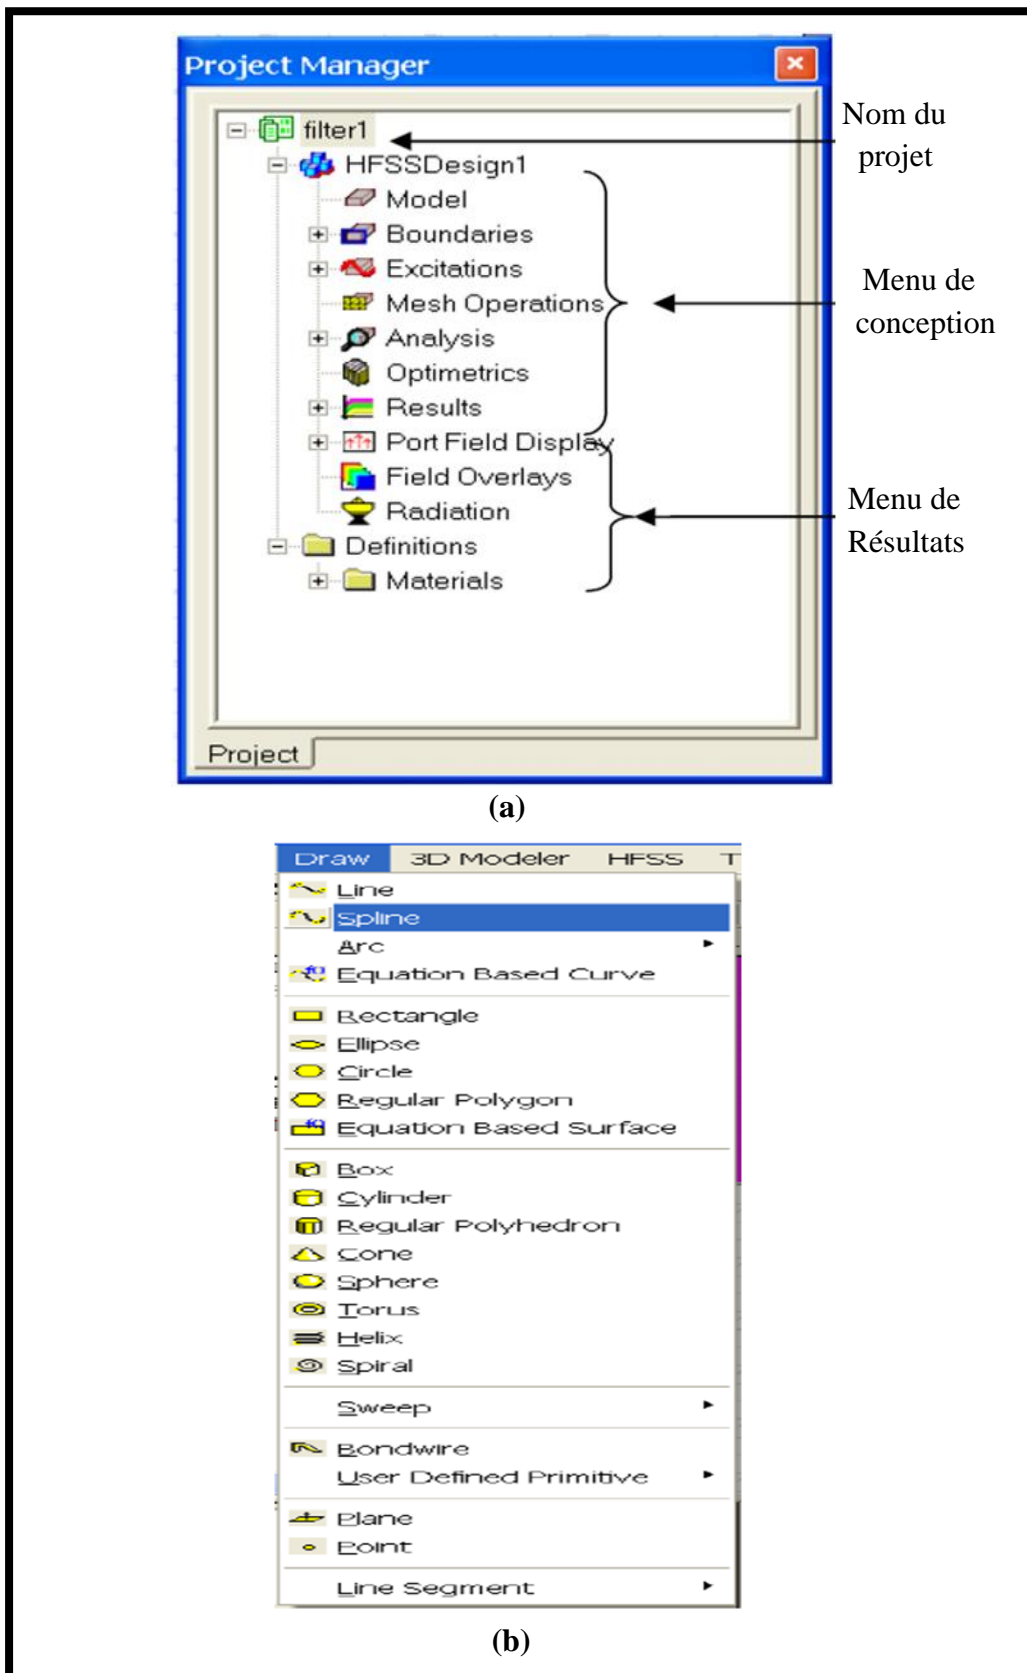 Project Manager
filter1
Nom du
projet
HFSSDesign1
Model
Boundaries
Excitations
Mesh Operations
Menu de
conception
Analysis
Optimetrics
Results
Port Field Display
Field Overlays
Menu de
Résultats
Radiation
Definitions
Materials
Project
(a)
Draw 3D Modeler HFSS T
Line
Spline
Arc
Equation Based Curve
Rectangle
Ellipse
Circle
Regular Polygon
Equation Based Surface
Box
Cylinder
Regular Polyhedron
Cone
Sphere
Torus
Helix
Spiral
Sweep
Bondwire
User Defined Primitive
Plane
Point
Line Segment
(b)